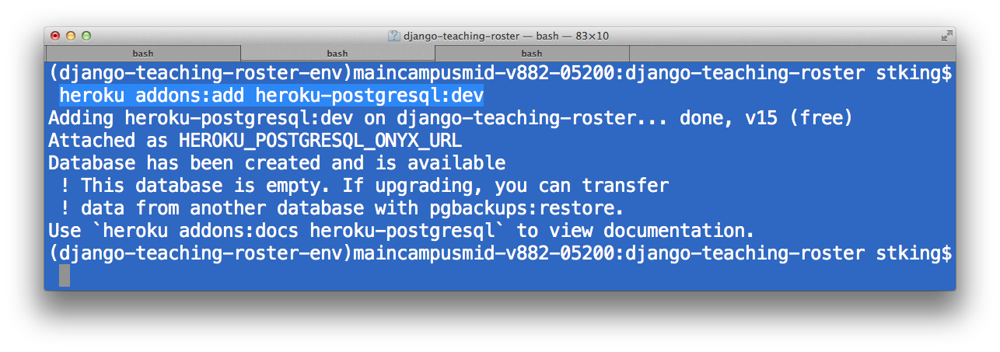 django-teaching-roster — bash — 83×10
bash bash bash
(django-teaching-roster-env)maincampusmid-v882-05200:django-teaching-roster stking$
heroku addons:add heroku-postgresql:dev
Adding heroku-postgresql:dev on django-teaching-roster... done, v15 (free)
Attached as HEROKU_POSTGRESQL_ONYX_URL
Database has been created and is available
! This database is empty. If upgrading, you can transfer
! data from another database with pgbackups:restore.
Use `heroku addons:docs heroku-postgresql` to view documentation.
(django-teaching-roster-env)maincampusmid-v882-05200:django-teaching-roster stking$